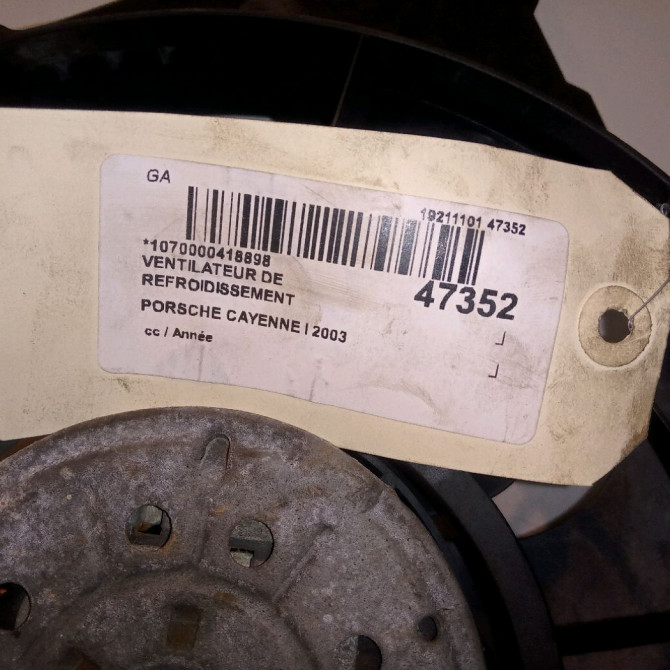 GA
19211101 47352
*1070000418898
VENTILATEUR DE
REFROIDISSEMENT
47352
PORSCHE CAYENNE I 2003
cc / Année